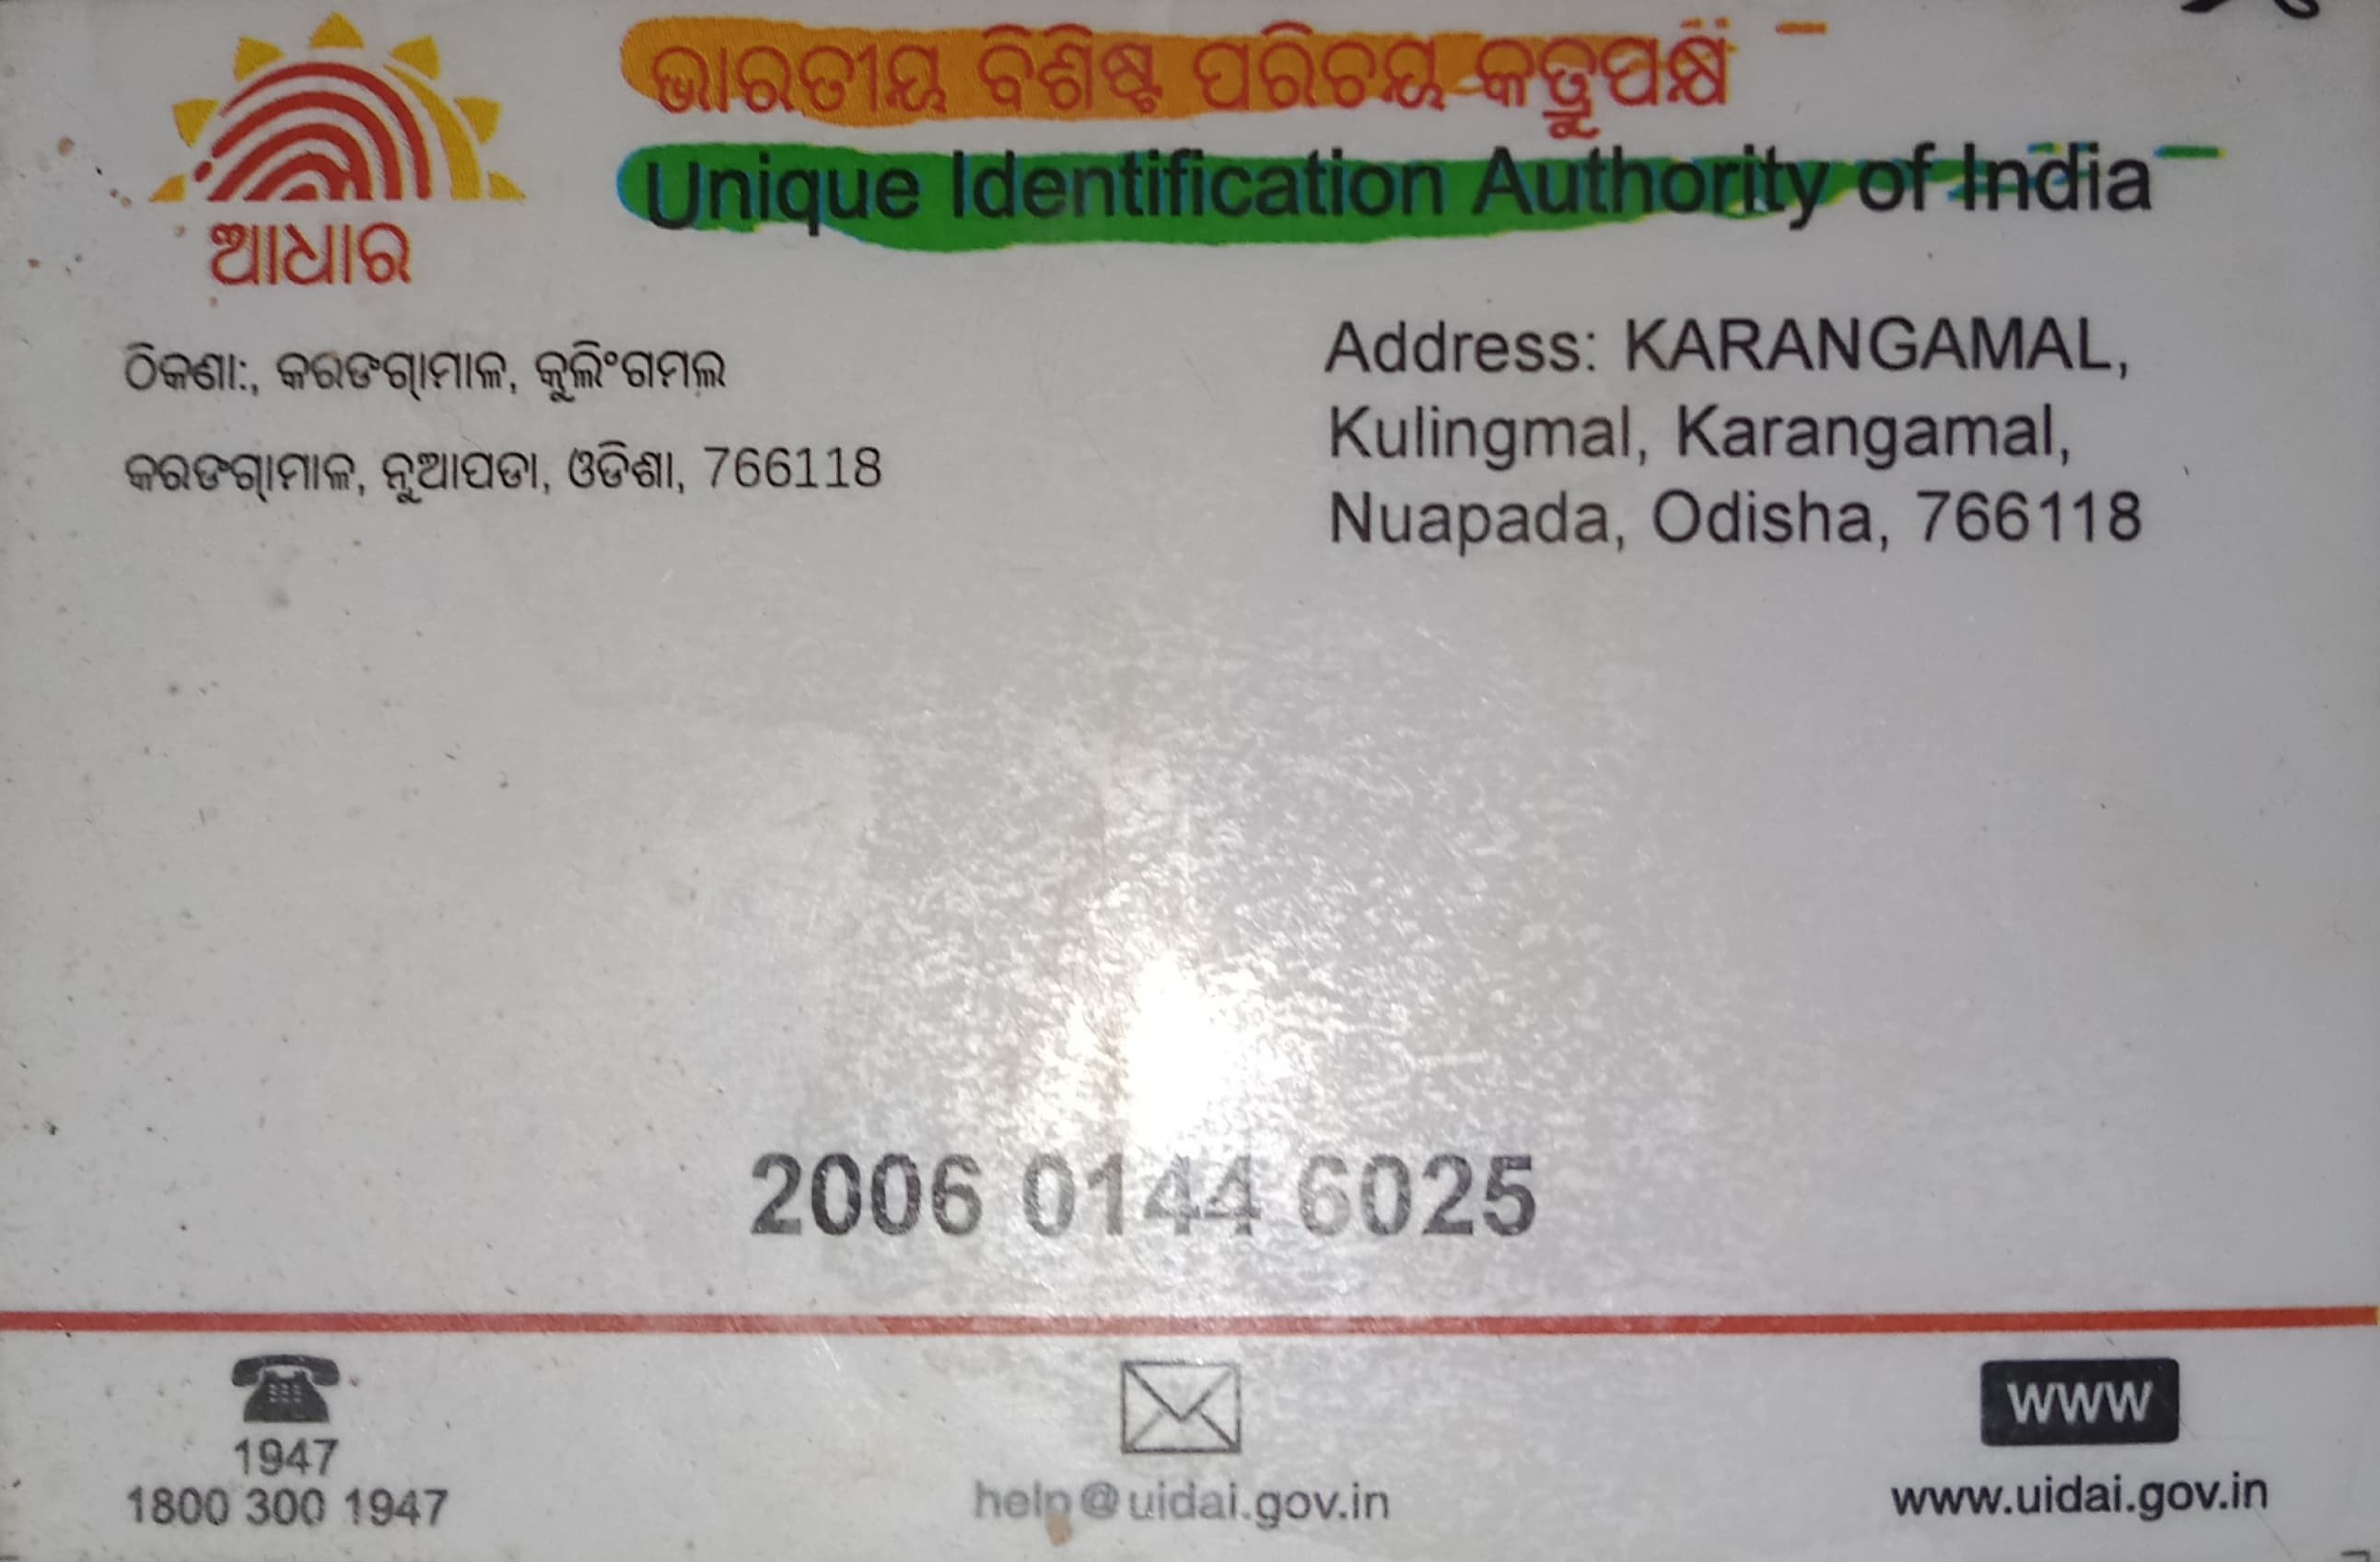 ଭାରତୀୟ ବିଶିଷ୍ଟ ପରିଚୟ କର୍ତ୍ତୃପକ୍ଷ
Unique Identification Authority of India
ଆଧାର
ଠିକଣା:, କରଙଗ୍ରାମାଳ, କୁଲିଂଗମଲ
କରଙଗ୍ରାମାଳ, ନୁଆପଡା, ଓଡିଶା, 766118
Address: KARANGAMAL,
Kulingmal, Karangamal,
Nuapada, Odisha, 766118
2006 0144 6025
1947
1800 300 1947
help@uidai.gov.in
WWW
www.uidai.gov.in